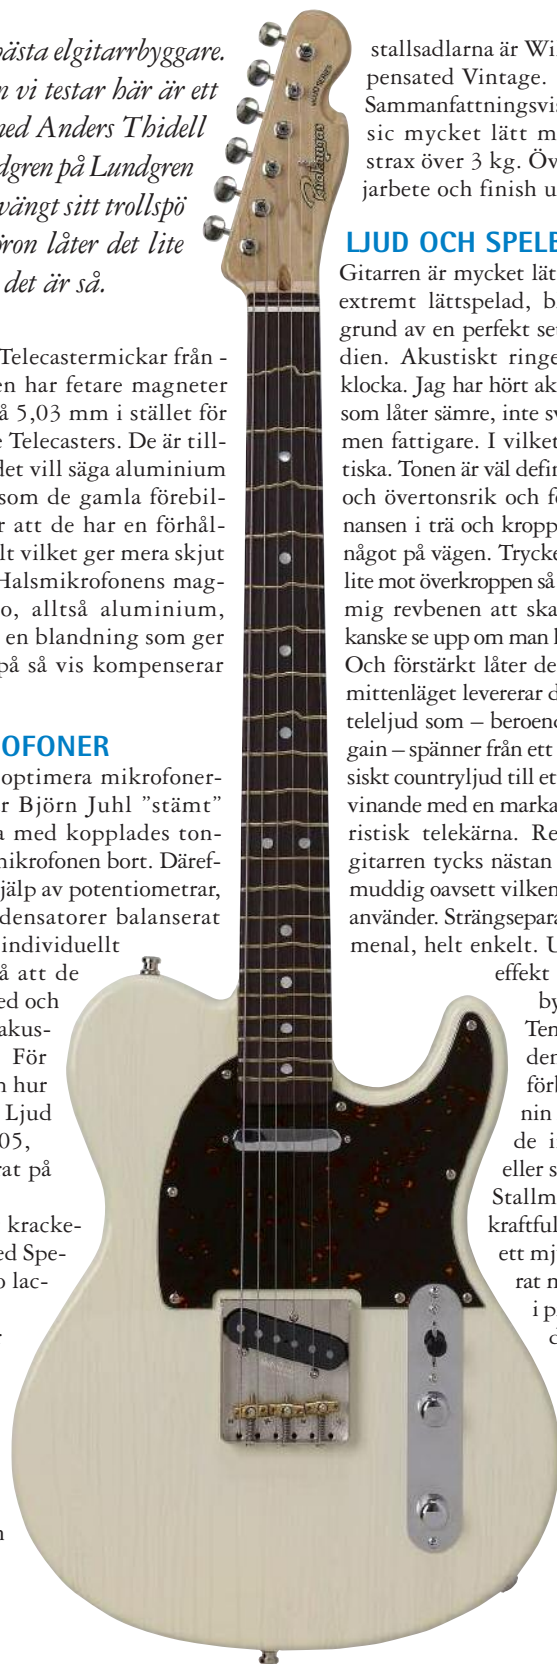 bästa elgitarrbyggare.
n vi testar här är ett
med Anders Thidell
dgren på Lundgren
vängt sitt trollspö
öron låter det lite
det är så.
Telecastermickar från -
en har fetare magneter
å 5,03 mm i stället för
e Telecasters. De är till-
det vill säga aluminium
som de gamla förebil-
r att de har en förhål-
lt vilket ger mera skjut
Halsmikrofonens mag-
o, alltså aluminium,
en blandning som ger
på så vis kompenserar
OFONER
optimera mikrofoner-
r Björn Juhl ”stämt”
a med kopplades ton-
mikrofonen bort. Däref-
jälp av potentiometrar,
densatorer balanserat
individuellt
å att de
ed och
akus-
För
n hur
Ljud
05,
rat på
kracke-
ed Spe-
o lac-
n
Ruokangas
stallsadlarna är Wi
pensated Vintage.
Sammanfattningsvis
sic mycket lätt m
strax över 3 kg. Öv
jarbete och finish u
LJUD OCH SPELB
Gitarren är mycket lät
extremt lättspelad, b
grund av en perfekt se
dien. Akustiskt ringe
klocka. Jag har hört ak
som låter sämre, inte sv
men fattigare. I vilket
tiska. Tonen är väl defin
och övertonsrik och fö
nansen i trä och kropp
något på vägen. Trycke
lite mot överkroppen så
mig revbenen att ska
kanske se upp om man h
Och förstärkt låter de
mittenläget levererar d
teleljud som – beroend
gain – spänner från ett
siskt countryljud till et
vinande med en marka
ristisk telekärna. Re
gitarren tycks nästan
muddig oavsett vilken
använder. Strängsepara
menal, helt enkelt. U
effekt
by
Ten
den
förl
nin
de i
eller s
Stallm
kraftful
ett mj
rat n
i p
d